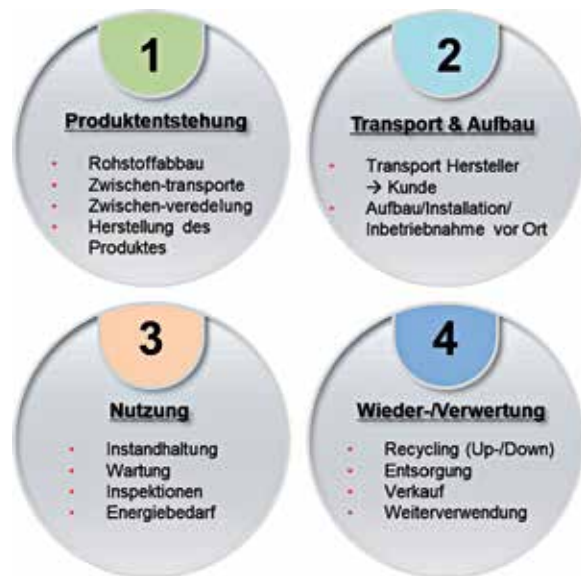 1
Produktentstehung
• Rohstoffabbau
• Zwischen-transporte
• Zwischen-veredelung
• Herstellung des
Produktes
2
Transport & Aufbau
• Transport Hersteller
→ Kunde
• Aufbau/Installation/
Inbetriebnahme vor Ort
3
Nutzung
• Instandhaltung
• Wartung
• Inspektionen
• Energiebedarf
4
Wieder-/Verwertung
• Recycling (Up-/Down)
• Entsorgung
• Verkauf
• Weiterverwendung